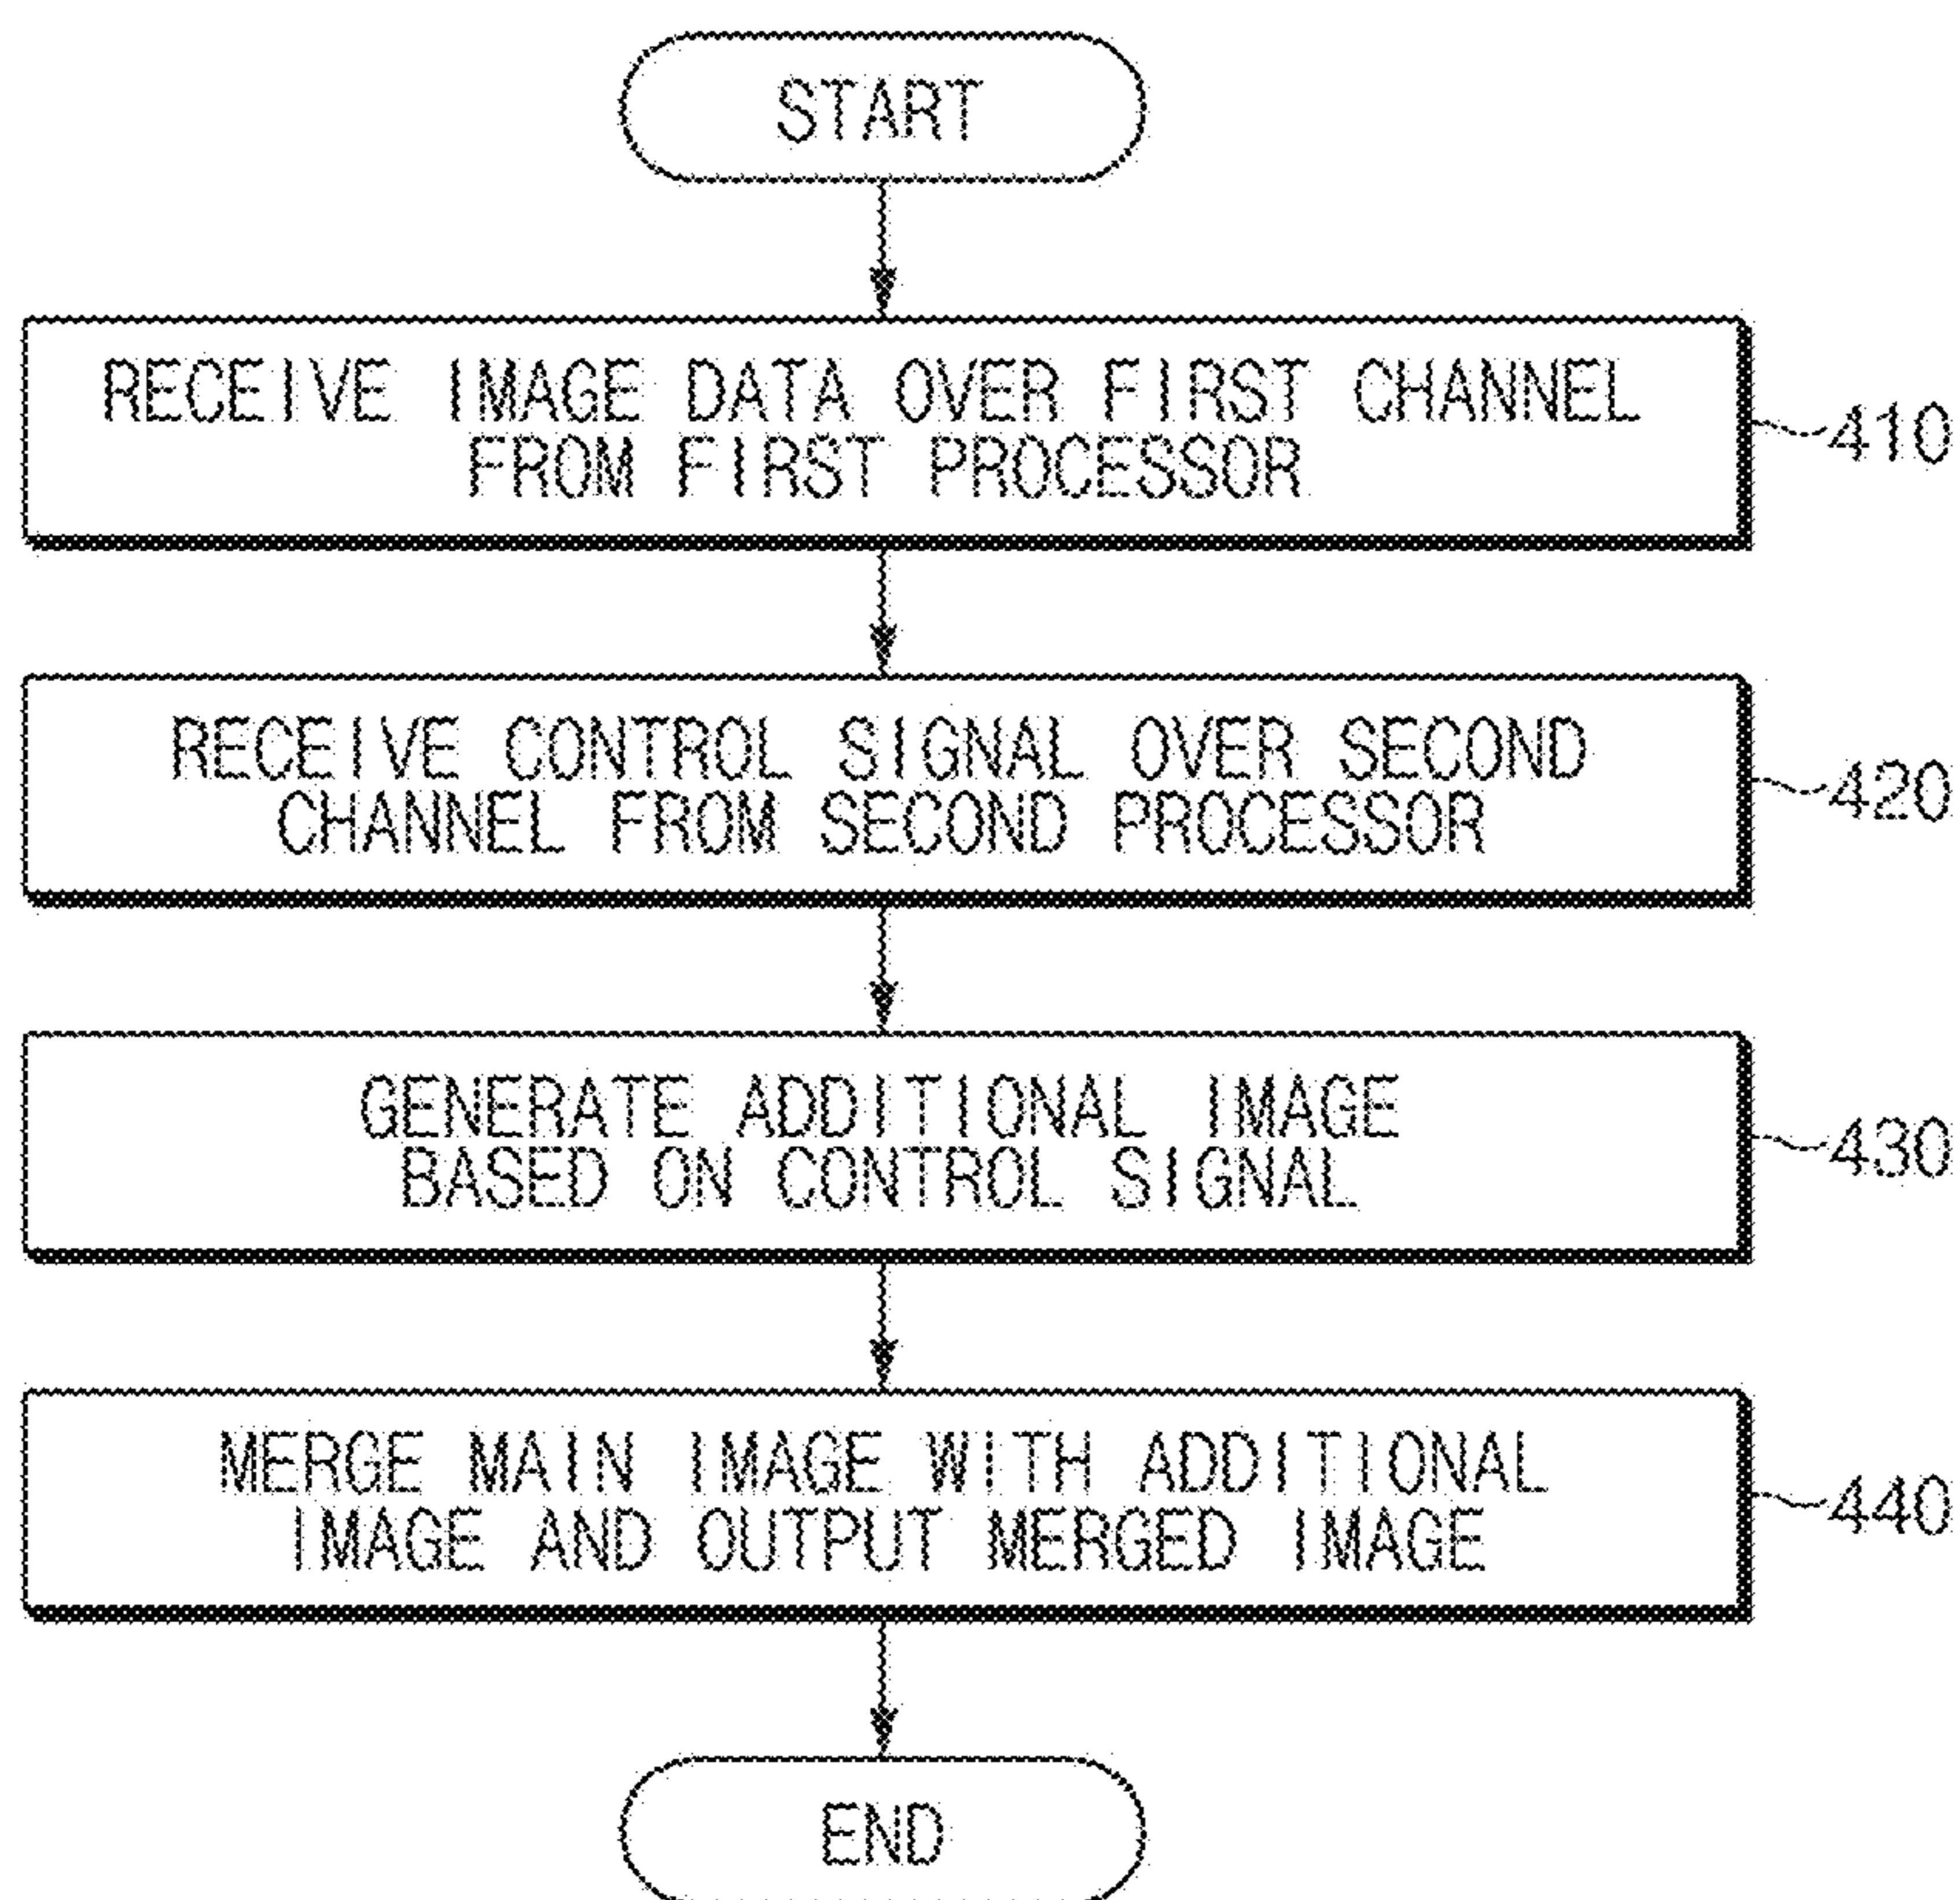 START
RECEIVE IMAGE DATA OVER FIRST CHANNEL
FROM FIRST PROCESSOR
410
RECEIVE CONTROL SIGNAL OVER SECOND
CHANNEL FROM SECOND PROCESSOR
420
GENERATE ADDITIONAL IMAGE
BASED ON CONTROL SIGNAL
430
MERGE MAIN IMAGE WITH ADDITIONAL
IMAGE AND OUTPUT MERGED IMAGE
440
END